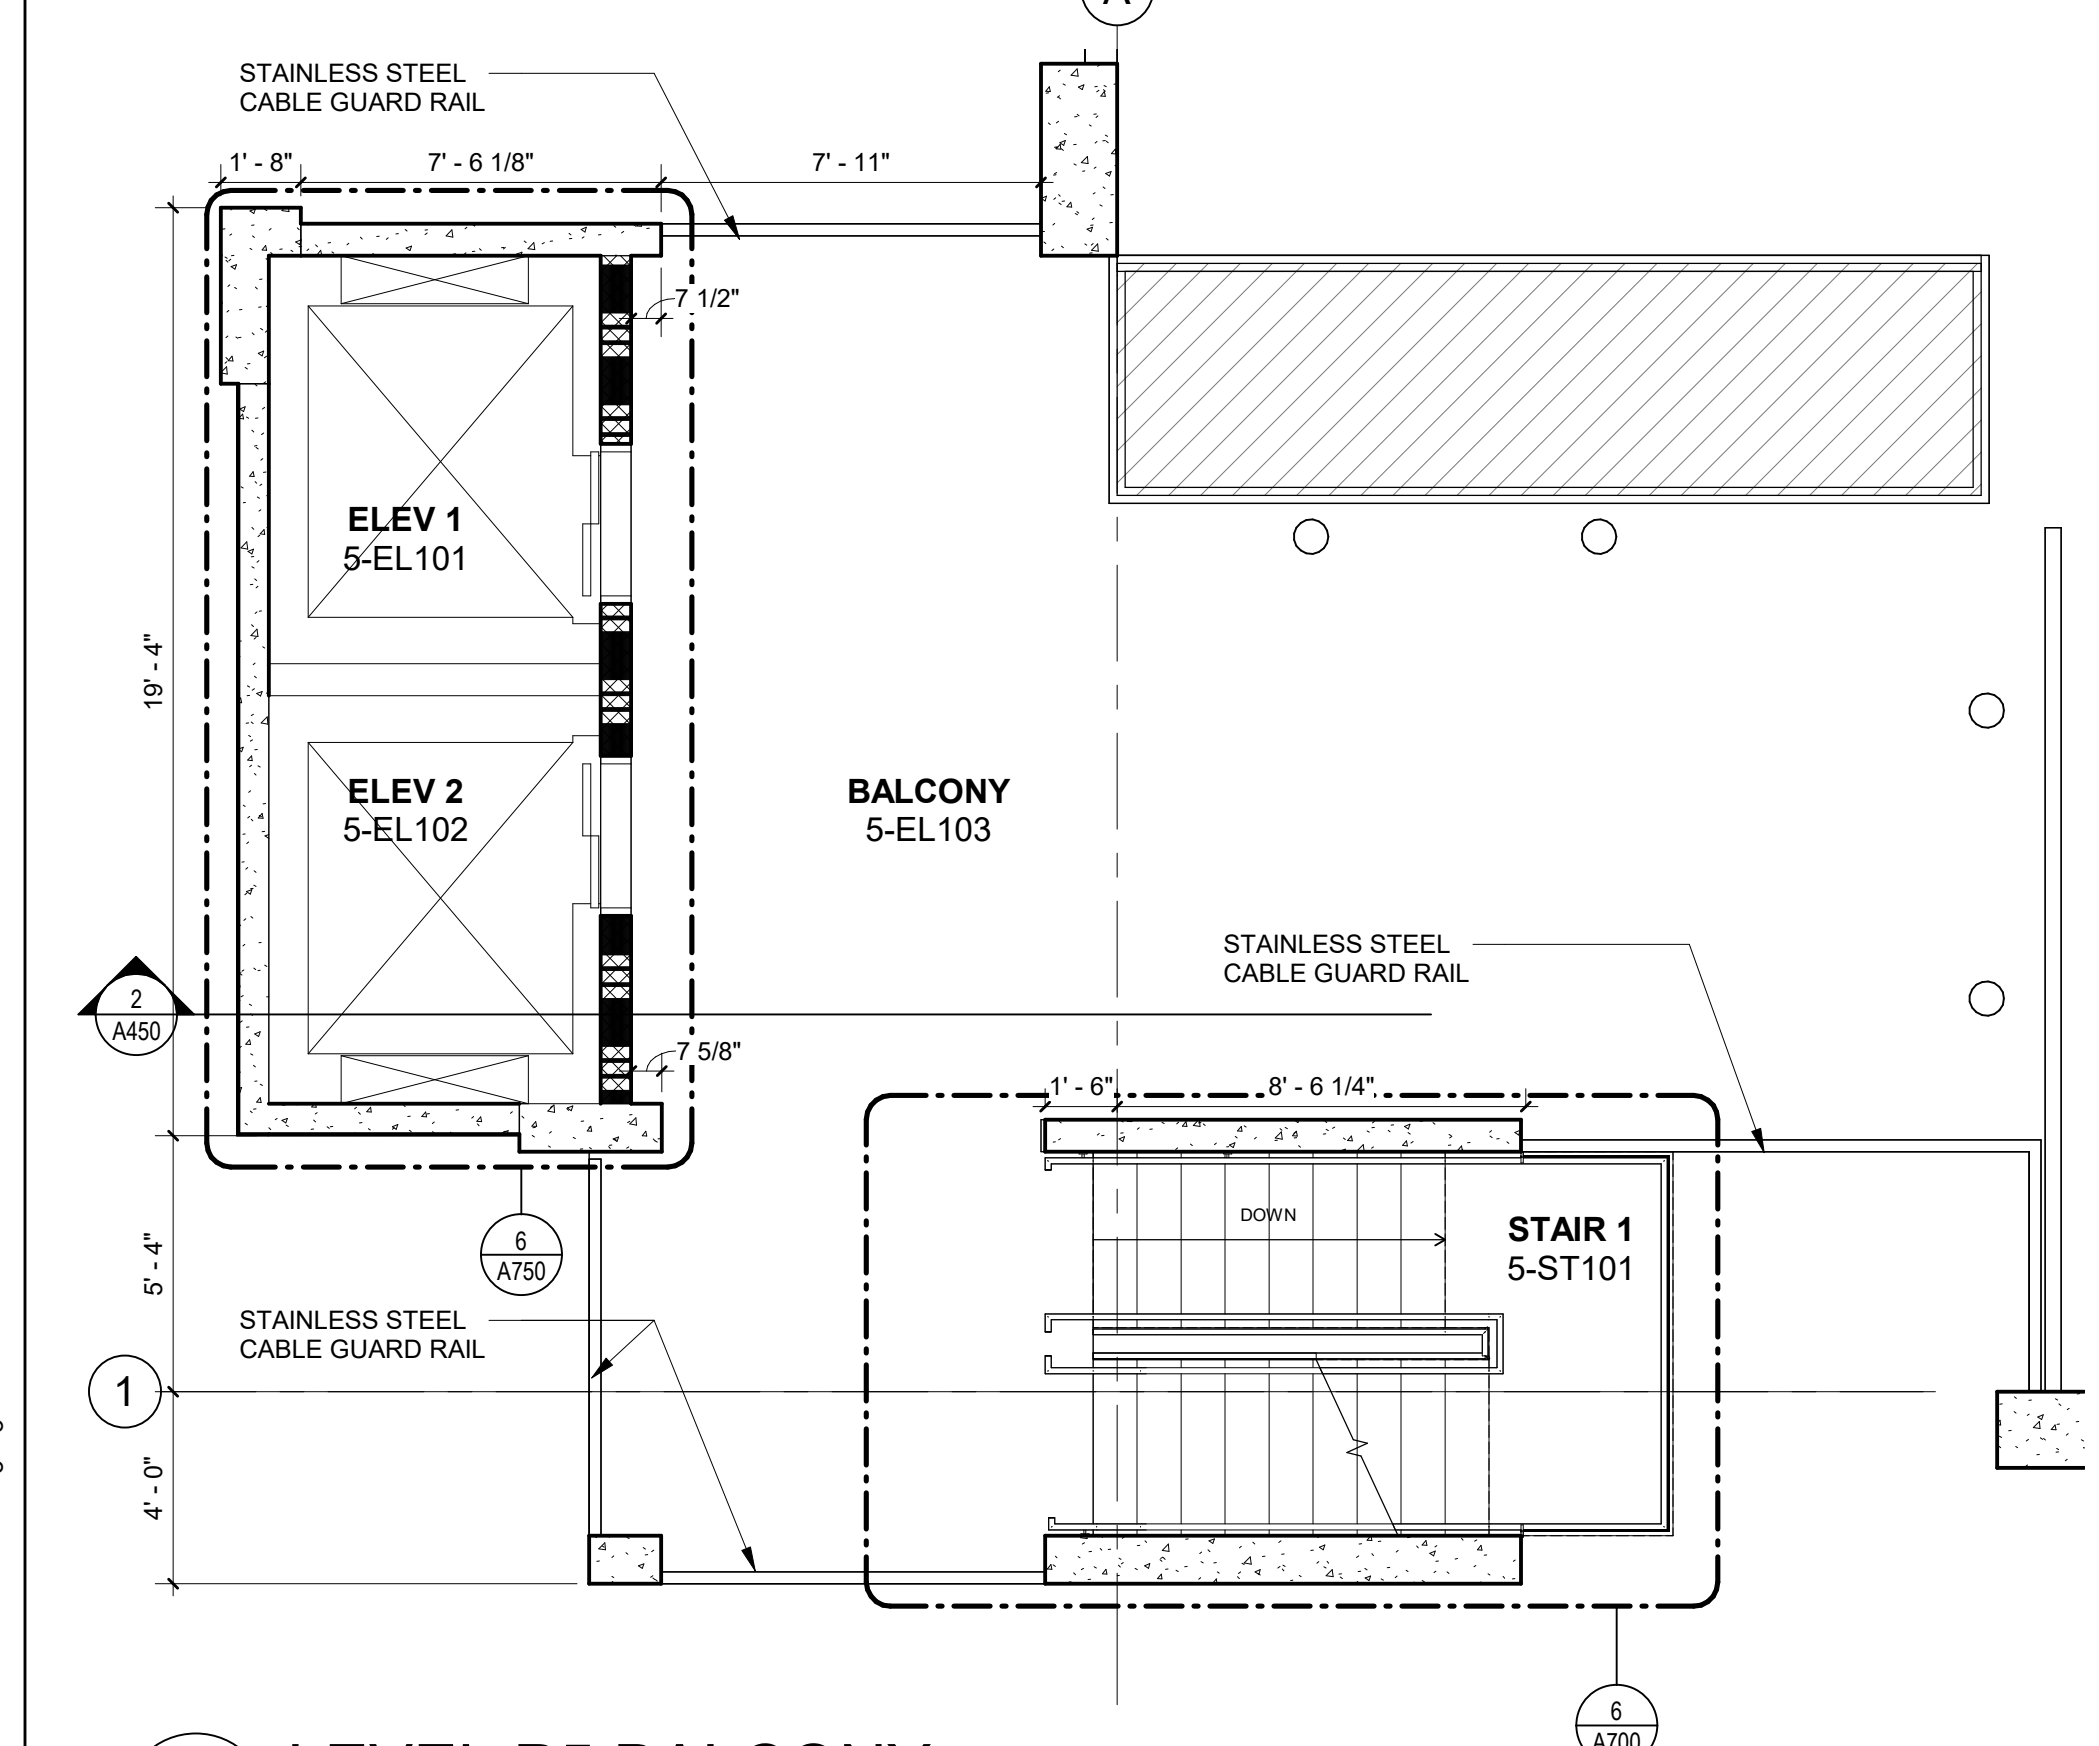 A
STAINLESS STEEL
CABLE GUARD RAIL
1' - 8"
7' - 6 1/8"
7' - 11"
7 1/2"
ELEV 1
5-EL101
19' - 4"
ELEV 2
5-EL102
BALCONY
5-EL103
STAINLESS STEEL
CABLE GUARD RAIL
2
A450
7 5/8"
1' - 6"
8' - 6 1/4"
DOWN
STAIR 1
5-ST101
6
A750
5' - 4"
STAINLESS STEEL
CABLE GUARD RAIL
1
4' - 0"
6
A700
LEVEL P5 BALCONY